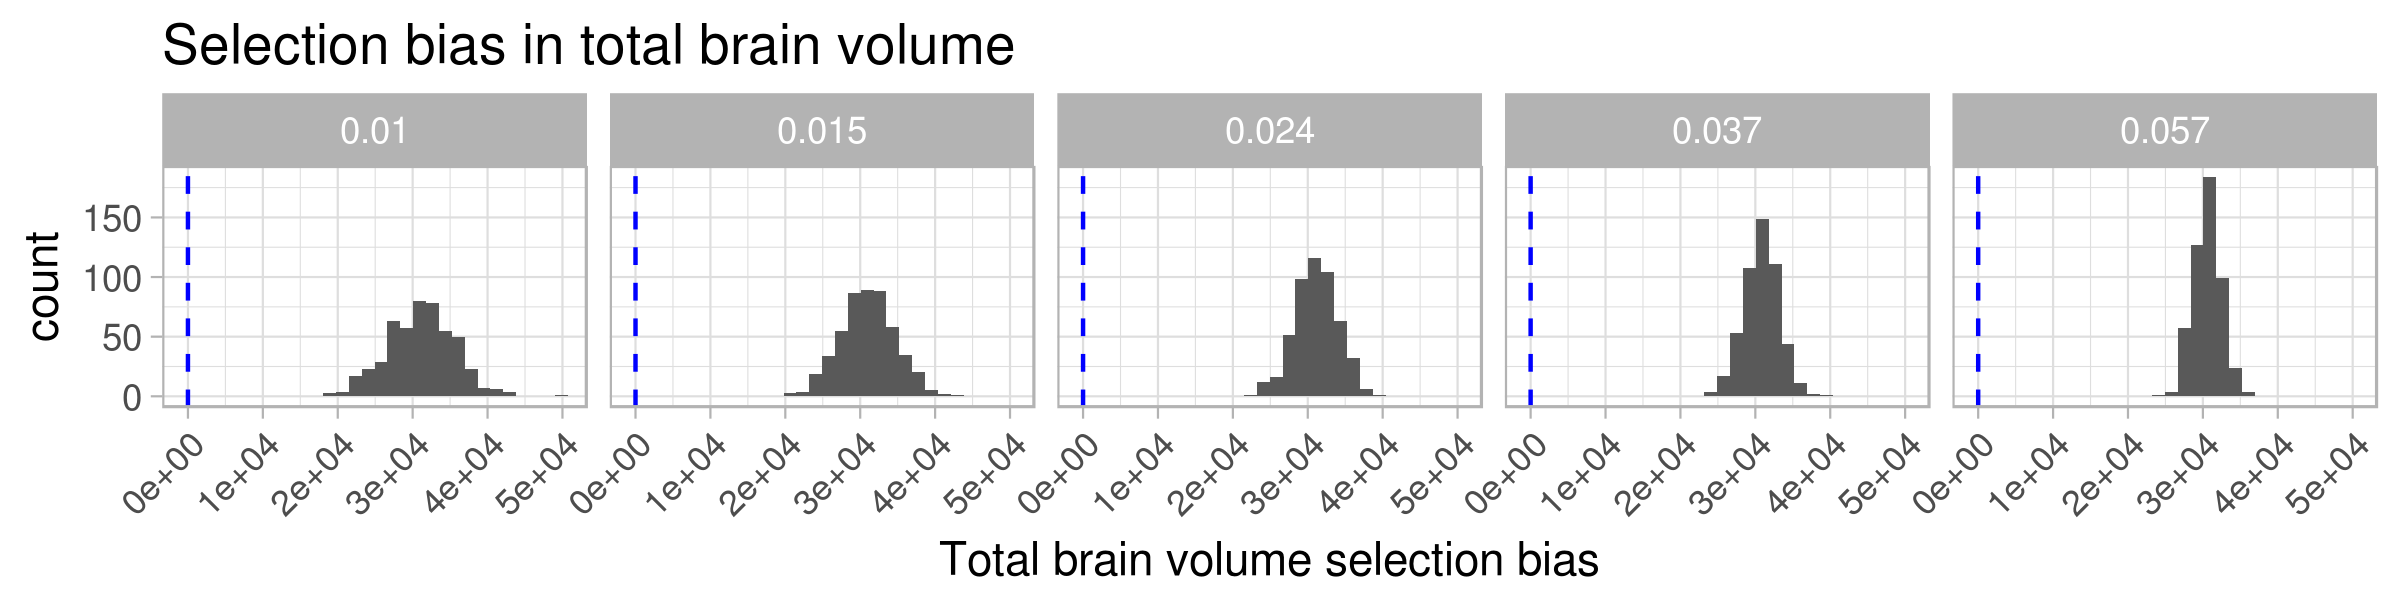 Selection bias in total brain volume
0.01 0.015 0.024 0.037 0.057
150
100
50
0
count
0e+00 1e+04 2e+04 3e+04 4e+04 5e+04 0e+00 1e+04 2e+04 3e+04 4e+04 5e+04 0e+00 1e+04 2e+04 3e+04 4e+04 5e+04 0e+00 1e+04 2e+04 3e+04 4e+04 5e+04 0e+00 1e+04 2e+04 3e+04 4e+04 5e+04
Total brain volume selection bias